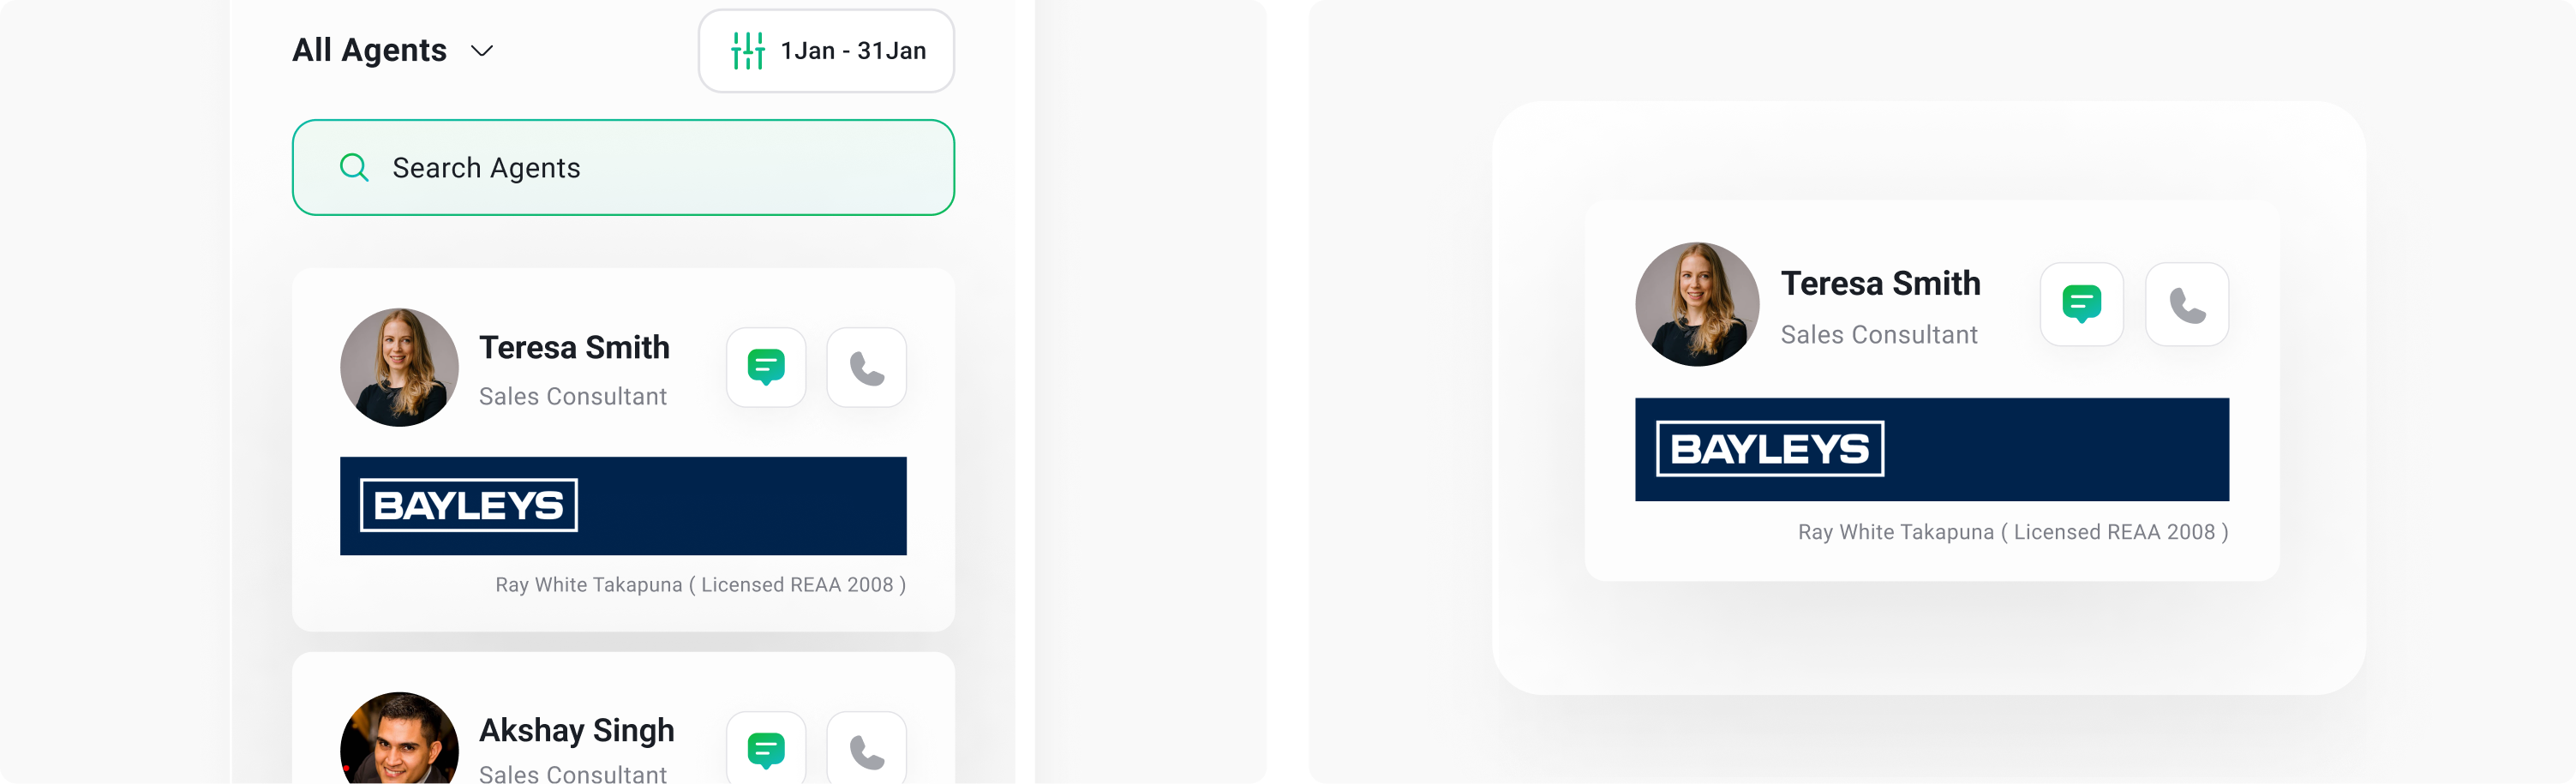 All Agents
1Jan - 31Jan
Search Agents
Teresa Smith
Sales Consultant
BAYLEYS
Ray White Takapuna ( Licensed REAA 2008 )
Akshay Singh
Sales Consultant
Teresa Smith
Sales Consultant
BAYLEYS
Ray White Takapuna ( Licensed REAA 2008 )